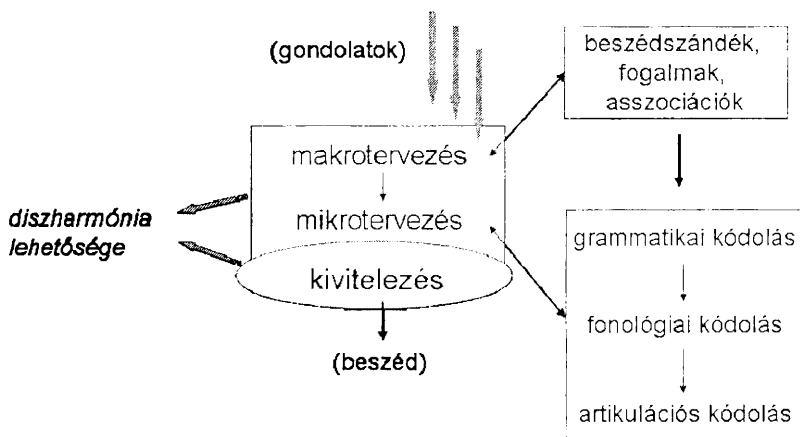 (gondolatok)
beszédszándék,
fogalmak,
asszociációk
makrotervezés
mikrotervezés
kivitelezés
(beszéd)
diszharmónia
lehetősége
grammatikai kódolás
fonológiai kódolás
artikulációs kódolás